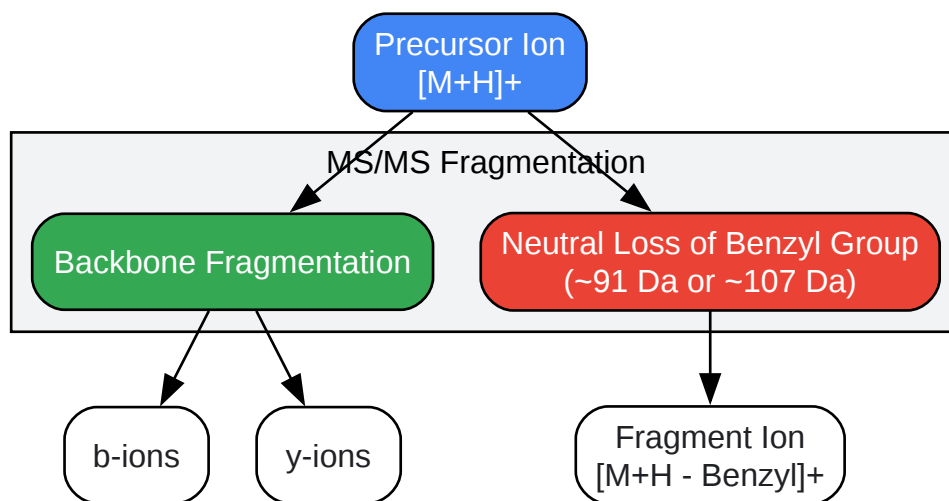 Precursor Ion
[M+H]+
MS/MS Fragmentation
Backbone Fragmentation
Neutral Loss of Benzyl Group
(~91 Da or ~107 Da)
b-ions
y-ions
Fragment Ion
[M+H - Benzyl]+